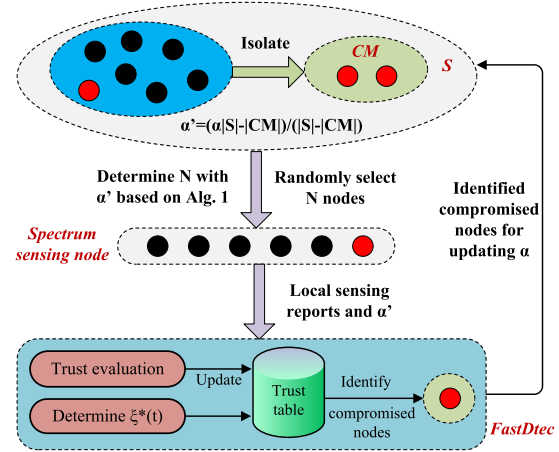 Isolate
CM
S
α’=(α|S|-|CM|)/(|S|-|CM|)
Determine N with
α’ based on Alg. 1
Randomly select
N nodes
Identified
compromised
nodes for
updating α
Spectrum
sensing node
Local sensing
reports and α’
Trust evaluation
Update
Determine ξ*(t)
Trust
table
Identify
compromised
nodes
FastDtec